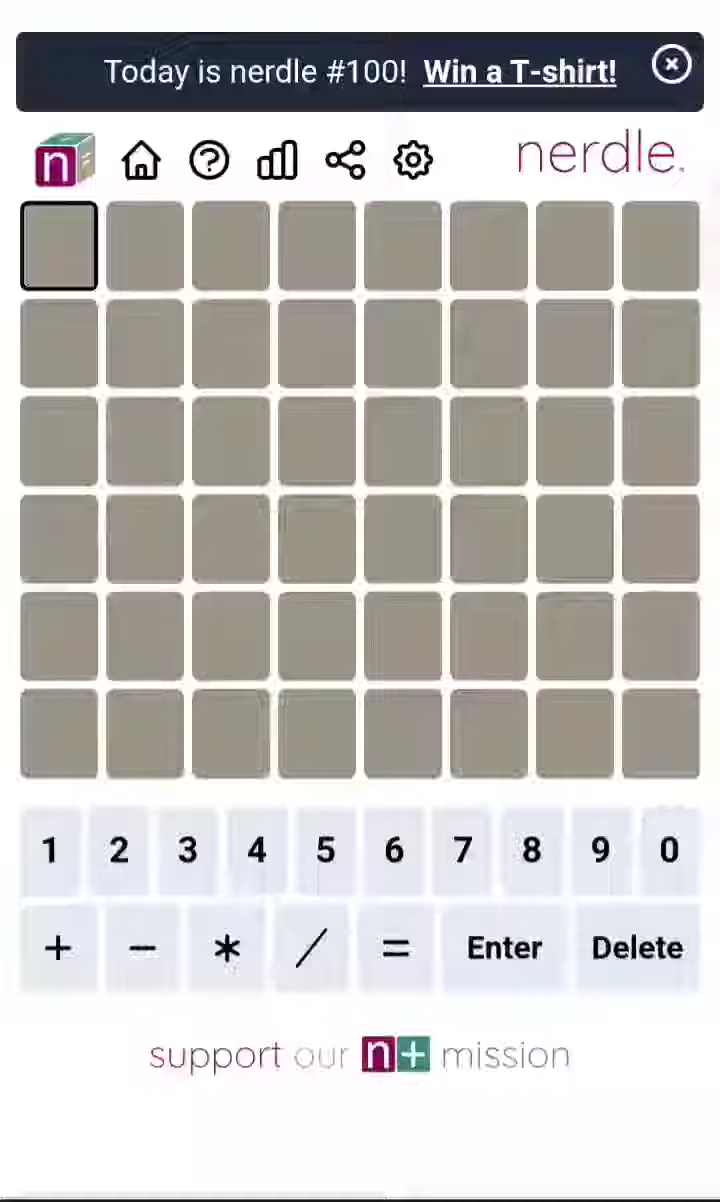 Today is nerdle #100! Win a T-shirt!
n nerdle.
1 2 3 4 5 6 7 8 9 0
+ − * / = Enter Delete
support our n+ mission